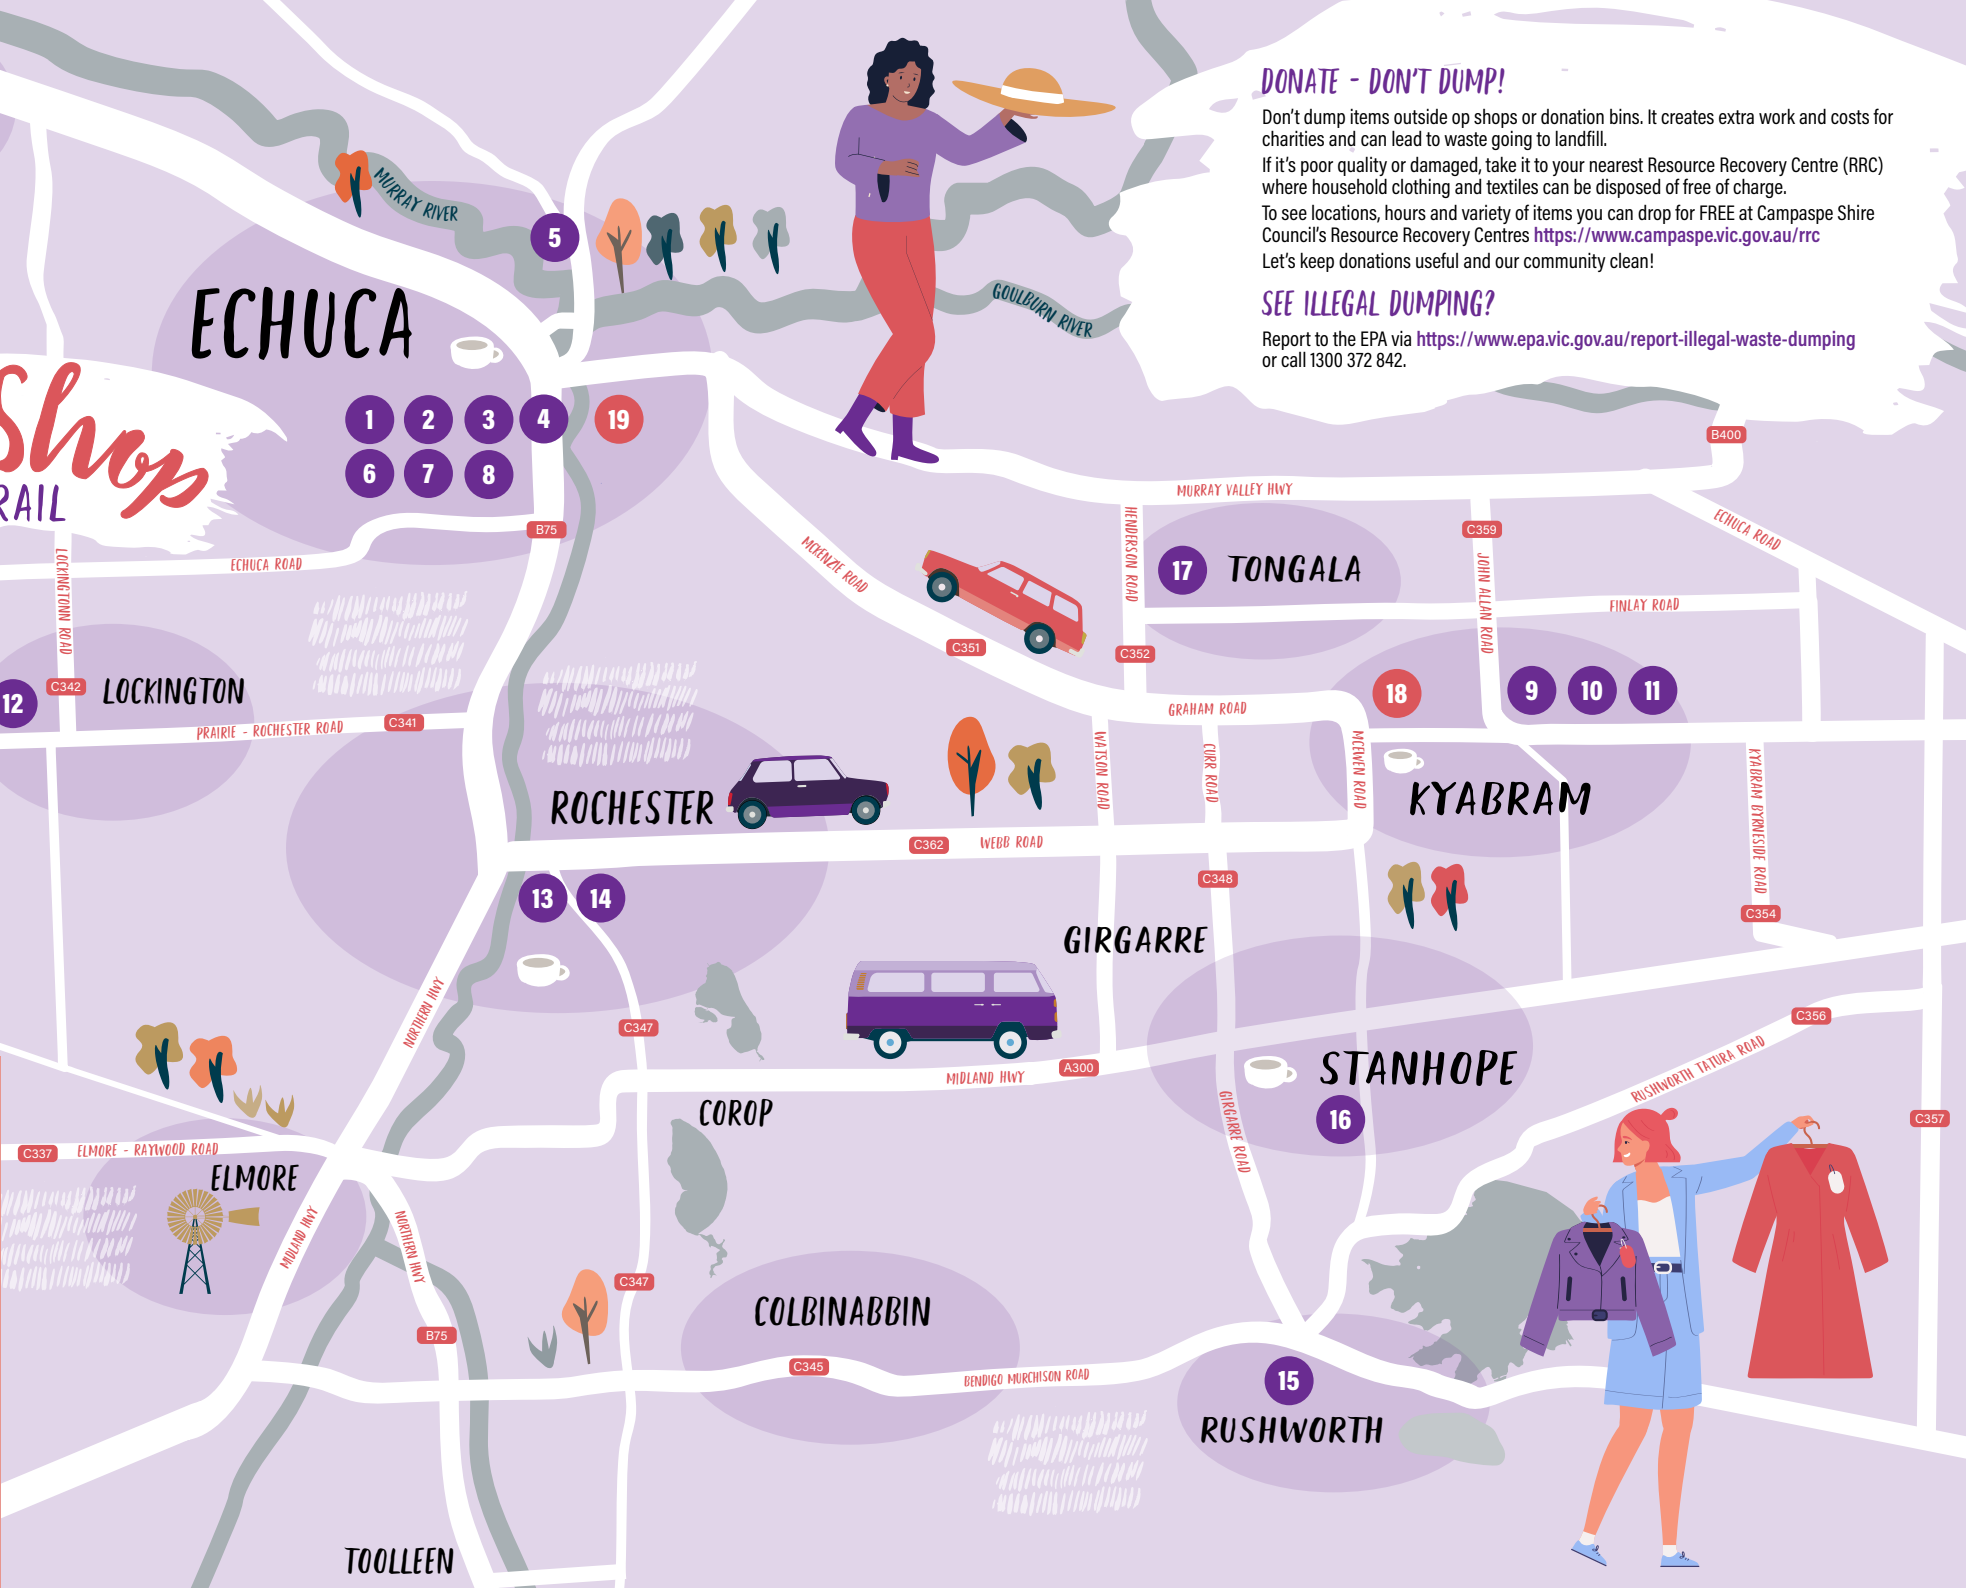 DONATE - DON'T DUMP!
Don't dump items outside op shops or donation bins. It creates extra work and costs for
charities and can lead to waste going to landfill.
If it's poor quality or damaged, take it to your nearest Resource Recovery Centre (RRC)
where household clothing and textiles can be disposed of free of charge.
To see locations, hours and variety of items you can drop for FREE at Campaspe Shire
Council's Resource Recovery Centres https://www.campaspe.vic.gov.au/rrc
Let's keep donations useful and our community clean!
SEE ILLEGAL DUMPING?
Report to the EPA via https://www.epa.vic.gov.au/report-illegal-waste-dumping
or call 1300 372 842.
MURRAY RIVER
5
GOULBURN RIVER
ECHUCA
Shop
RAIL
1 2 3 4 19
6 7 8
B400
MURRAY VALLEY HWY
B75
C359
ECHUCA ROAD
ECHUCA ROAD
LOCKINGTONN ROAD
MCKENZIE ROAD
HENDERSON ROAD
17 TONGALA
JOHN ALLAN ROAD
FINLAY ROAD
C351
C352
12
C342
LOCKINGTON
18
9 10 11
GRAHAM ROAD
PRAIRIE - ROCHESTER ROAD
C341
WATSON ROAD
CURR ROAD
MCEWEN ROAD
KYABRAM
KYABRAM BYRNESIDE ROAD
ROCHESTER
C362
WEBB ROAD
C348
13 14
C354
GIRGARRE
NORTHERN HWY
C347
C356
MIDLAND HWY
A300
STANHOPE
16
RUSHWORTH TATURA ROAD
COROP
GIRGARRE ROAD
C357
C337
ELMORE - RAYWOOD ROAD
ELMORE
MIDLAND HWY
NORTHERN HWY
C347
COLBINABBIN
B75
C345
BENDIGO MURCHISON ROAD
15
RUSHWORTH
TOOLLEEN